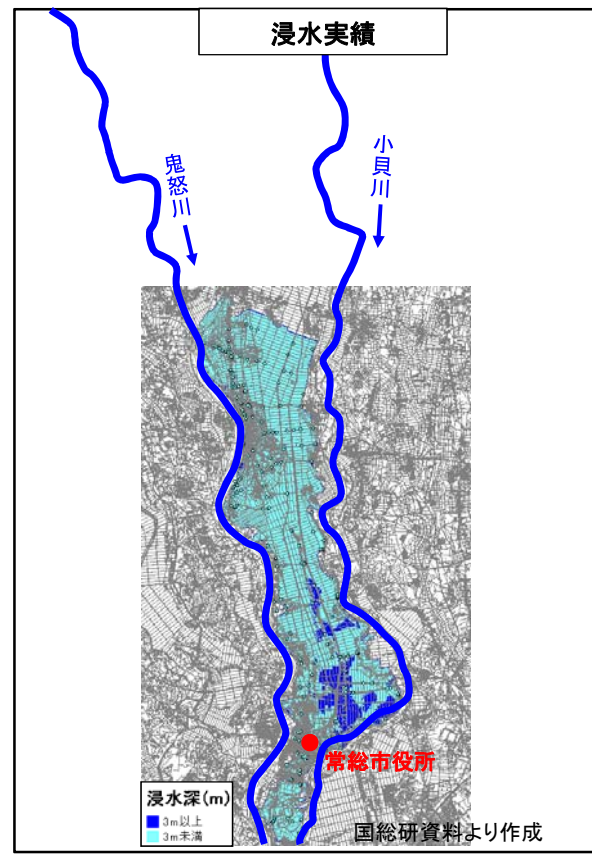 浸水実績
鬼怒川
小貝川
常総市役所
浸水深(m)
3m以上
3m未満
国総研資料より作成